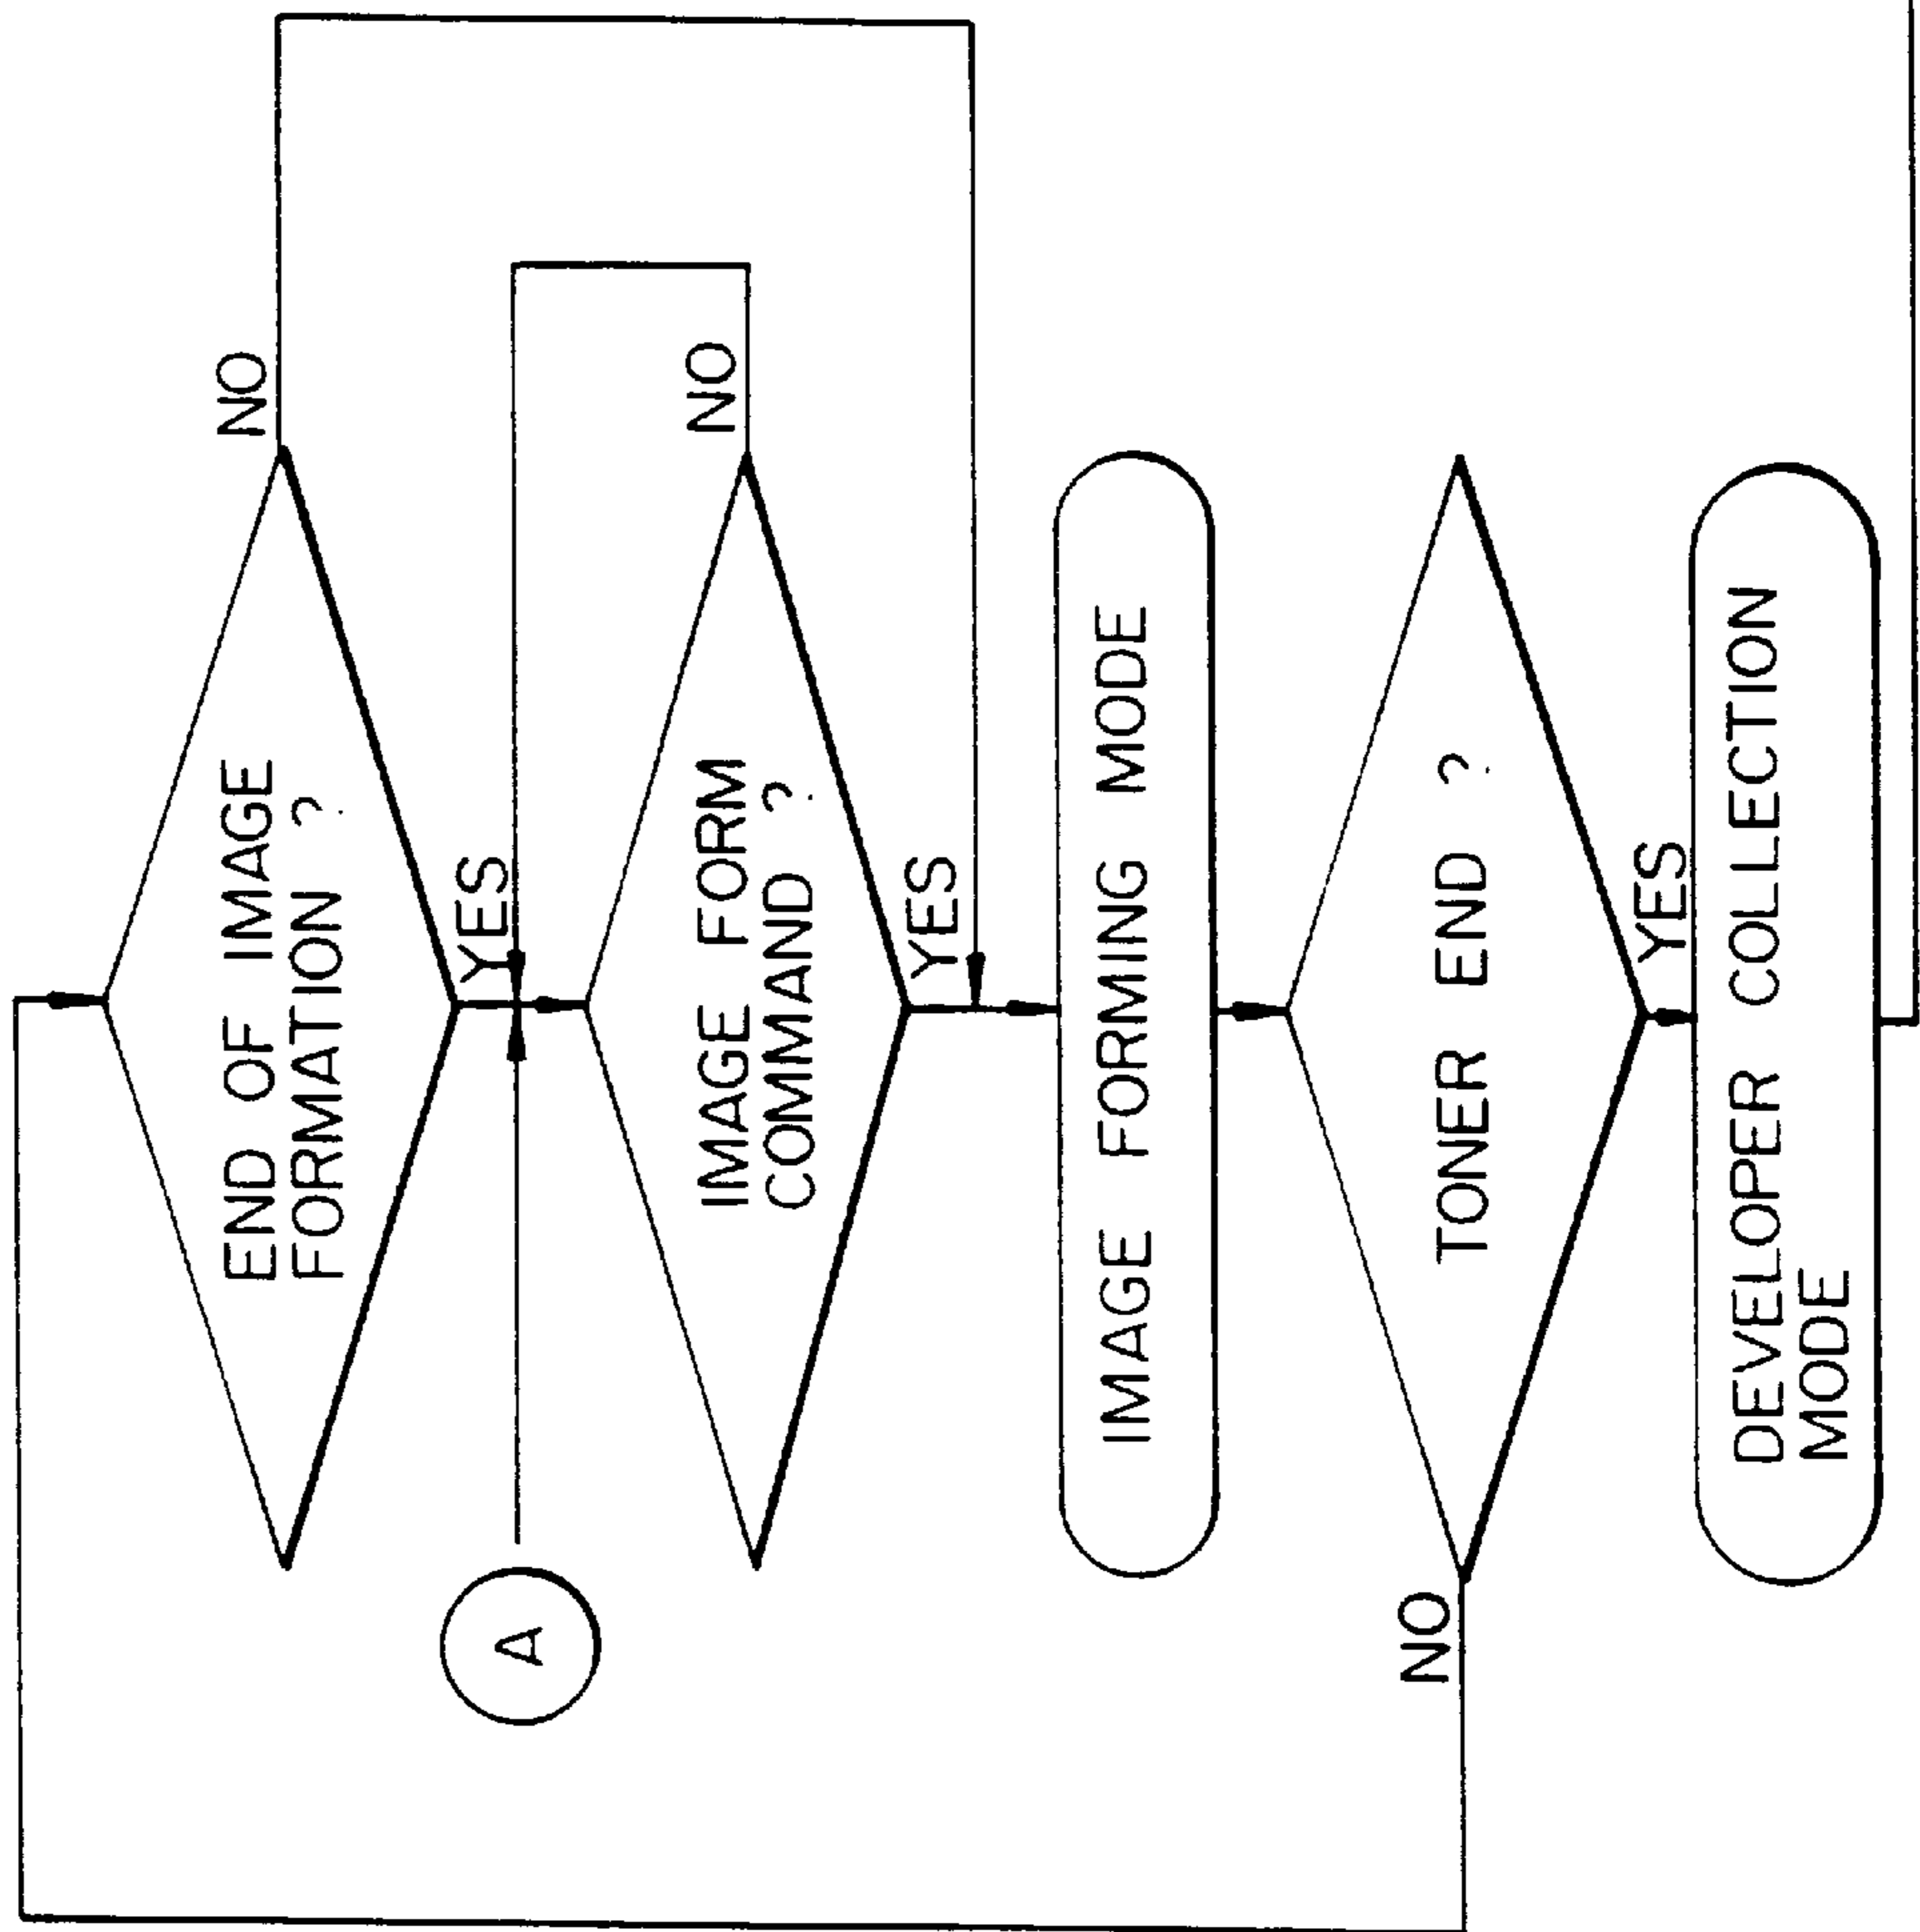 END OF IMAGE
FORMATION ?
NO
YES
A
IMAGE FORM
COMMAND ?
NO
YES
IMAGE FORMING MODE
TONER END ?
NO
YES
DEVELOPER COLLECTION
MODE